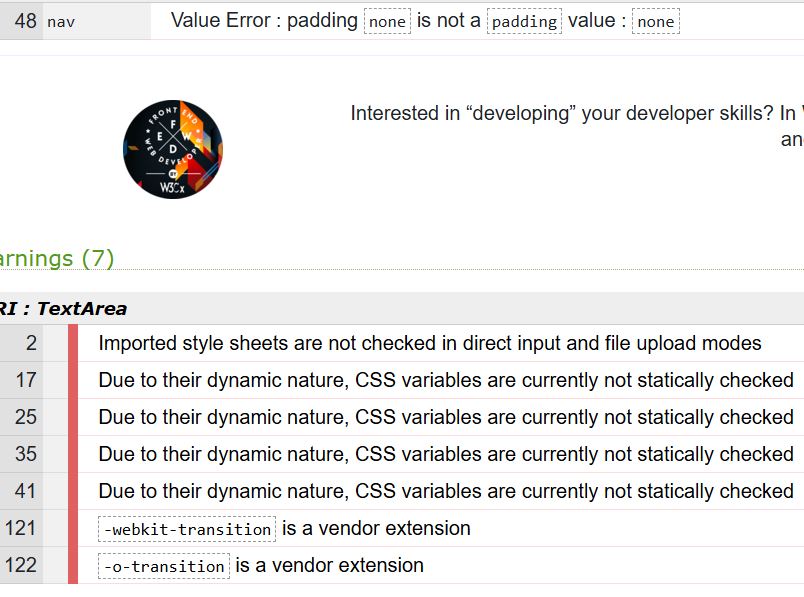 48 nav Value Error : padding none is not a padding value : none
Interested in “developing” your developer skills? In
FRONT END
F
E W
D
WEB DEVELOPER
BY
W3Cx
arnings (7)
RI : TextArea
2 Imported style sheets are not checked in direct input and file upload modes
17 Due to their dynamic nature, CSS variables are currently not statically checked
25 Due to their dynamic nature, CSS variables are currently not statically checked
35 Due to their dynamic nature, CSS variables are currently not statically checked
41 Due to their dynamic nature, CSS variables are currently not statically checked
121 -webkit-transition is a vendor extension
122 -o-transition is a vendor extension